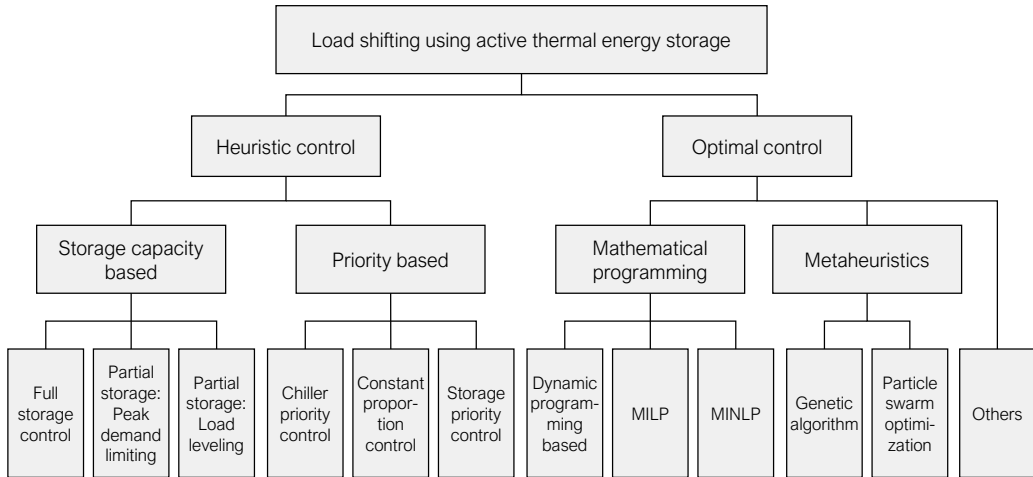 Load shifting using active thermal energy storage
Heuristic control
Optimal control
Storage capacity
based
Priority based
Mathematical
programming
Metaheuristics
Full
storage
control
Partial
storage:
Peak
demand
limiting
Partial
storage:
Load
leveling
Chiller
priority
control
Constant
propor-
tion
control
Storage
priority
control
Dynamic
program-
ming
based
MILP
MINLP
Genetic
algorithm
Particle
swarm
optimi-
zation
Others